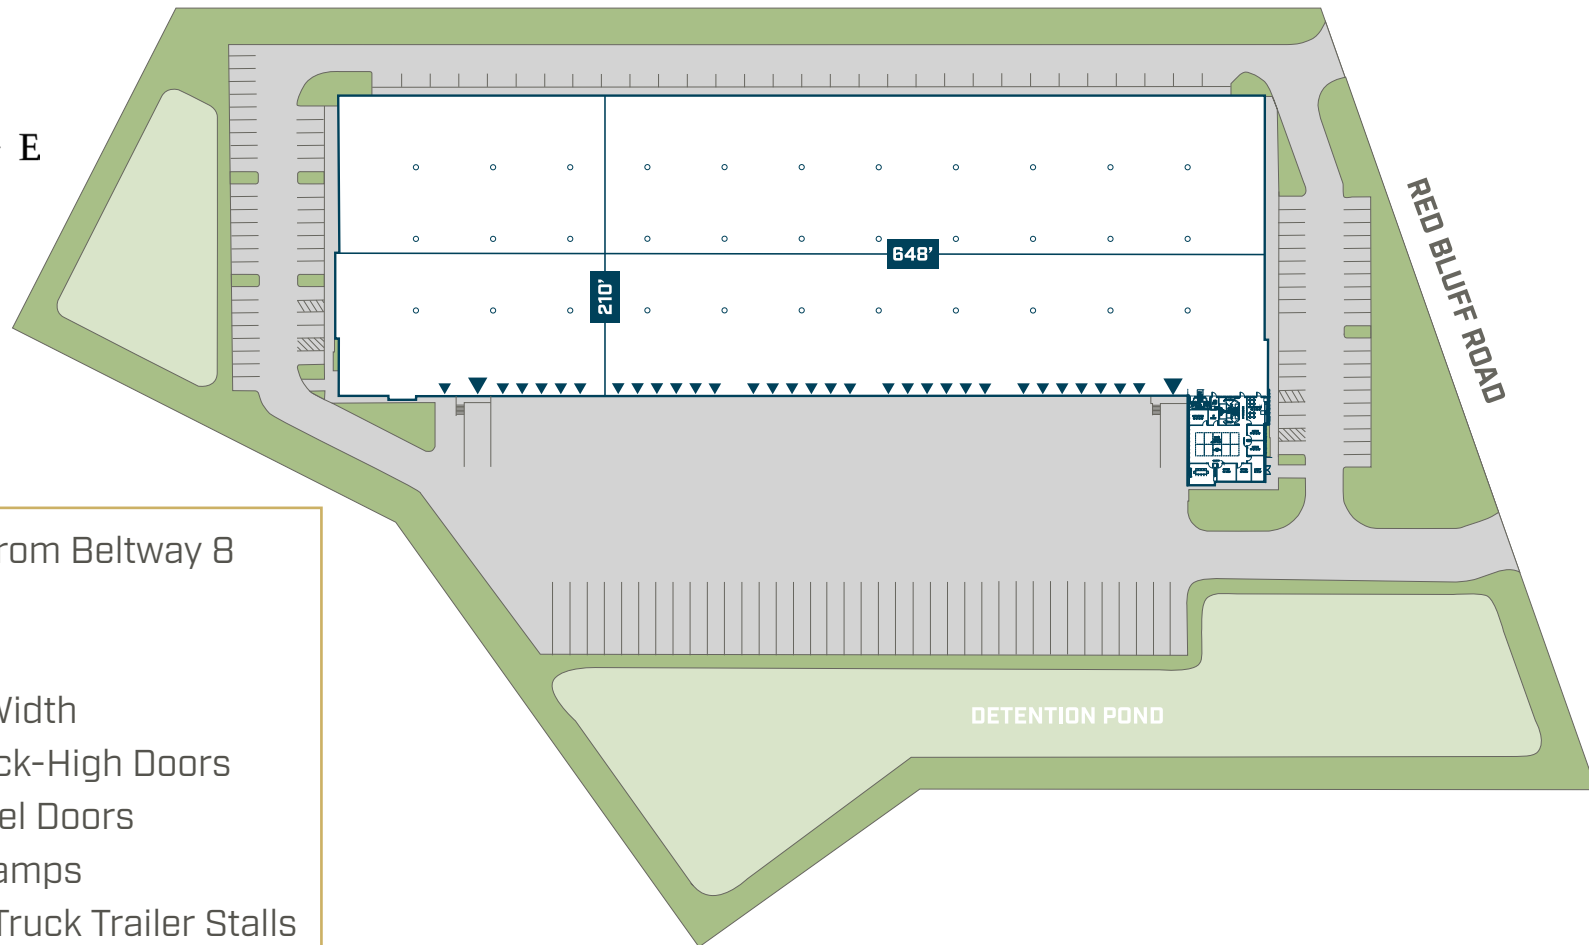 E
648’
210’
RED BLUFF ROAD
rom Beltway 8
Width
ck-High Doors
el Doors
amps
Truck Trailer Stalls
DETENTION POND